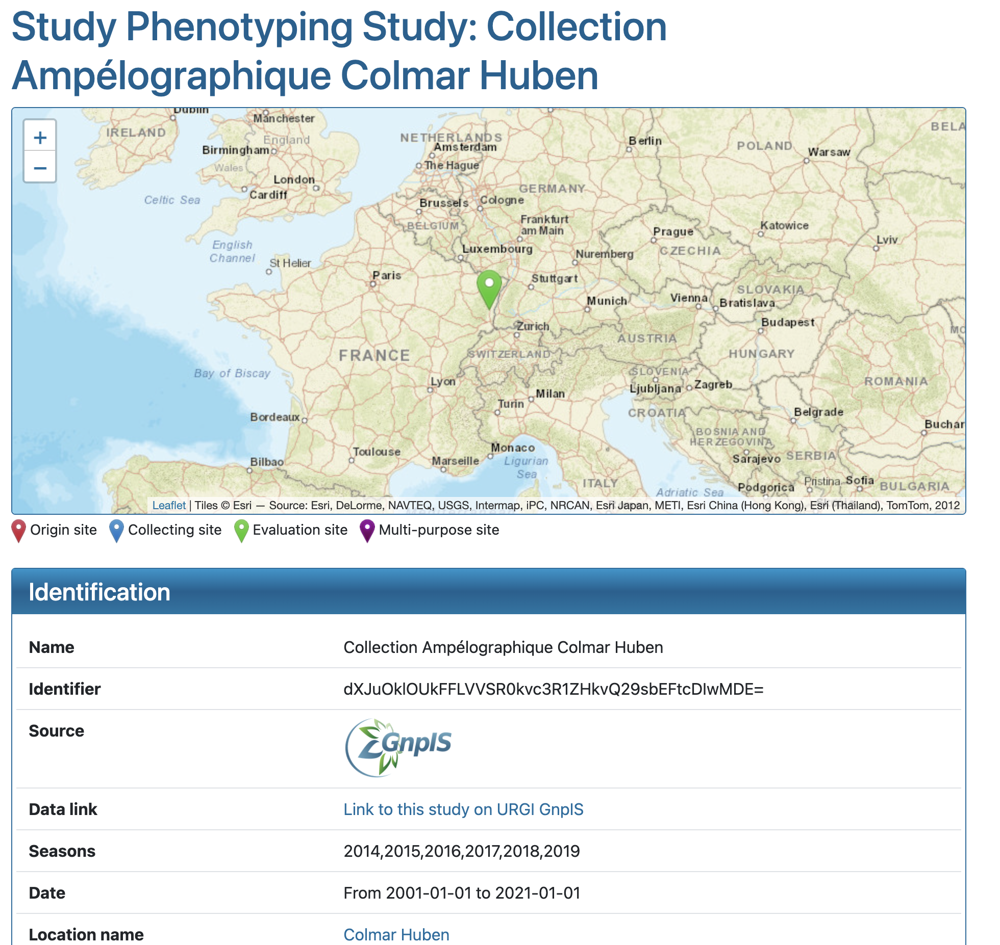 Study Phenotyping Study: Collection
Ampélographique Colmar Huben
+
−
Dublin
Manchester
IRELAND
England
Birmingham
Wales
London
Cardiff
Celtic Sea
NETHERLANDS
Amsterdam
The Hague
Berlin
POLAND
Warsaw
BELA
GERMANY
Brussels
Cologne
BELGIUM
Frankfurt
am Main
Prague
Katowice
Lviv
English
Channel
Luxembourg
Nuremberg
CZECHIA
St Helier
Paris
Stuttgart
SLOVAKIA
Munich
Vienna
Bratislava
Zurich
Budapest
MO
AUSTRIA
FRANCE
SWITZERLAND
HUNGARY
Bay of Biscay
Lyon
SLOVENIA
Ljubljana
Zagreb
ROMANIA
Milan
Turin
CROATIA
Belgrade
Bordeaux
Buchar
BOSNIA AND
HERZEGOVINA
Toulouse
Monaco
Marseille
Ligurian
Sea
Sarajevo
SERBIA
Bilbao
ITALY
Adriatic Sea
Podgorica
Pristina
Sofia
BULGARIA
Leaflet | Tiles © Esri — Source: Esri, DeLorme, NAVTEQ, USGS, Intermap, iPC, NRCAN, Esri Japan, METI, Esri China (Hong Kong), Esri (Thailand), TomTom, 2012
Origin site Collecting site Evaluation site Multi-purpose site
Identification
Name Collection Ampélographique Colmar Huben
Identifier dXJuOklOUkFFLVVSR0kvc3R1ZHkvQ29sbEFtcDIwMDE=
Source GnpIS
Data link Link to this study on URGI GnpIS
Seasons 2014,2015,2016,2017,2018,2019
Date From 2001-01-01 to 2021-01-01
Location name Colmar Huben